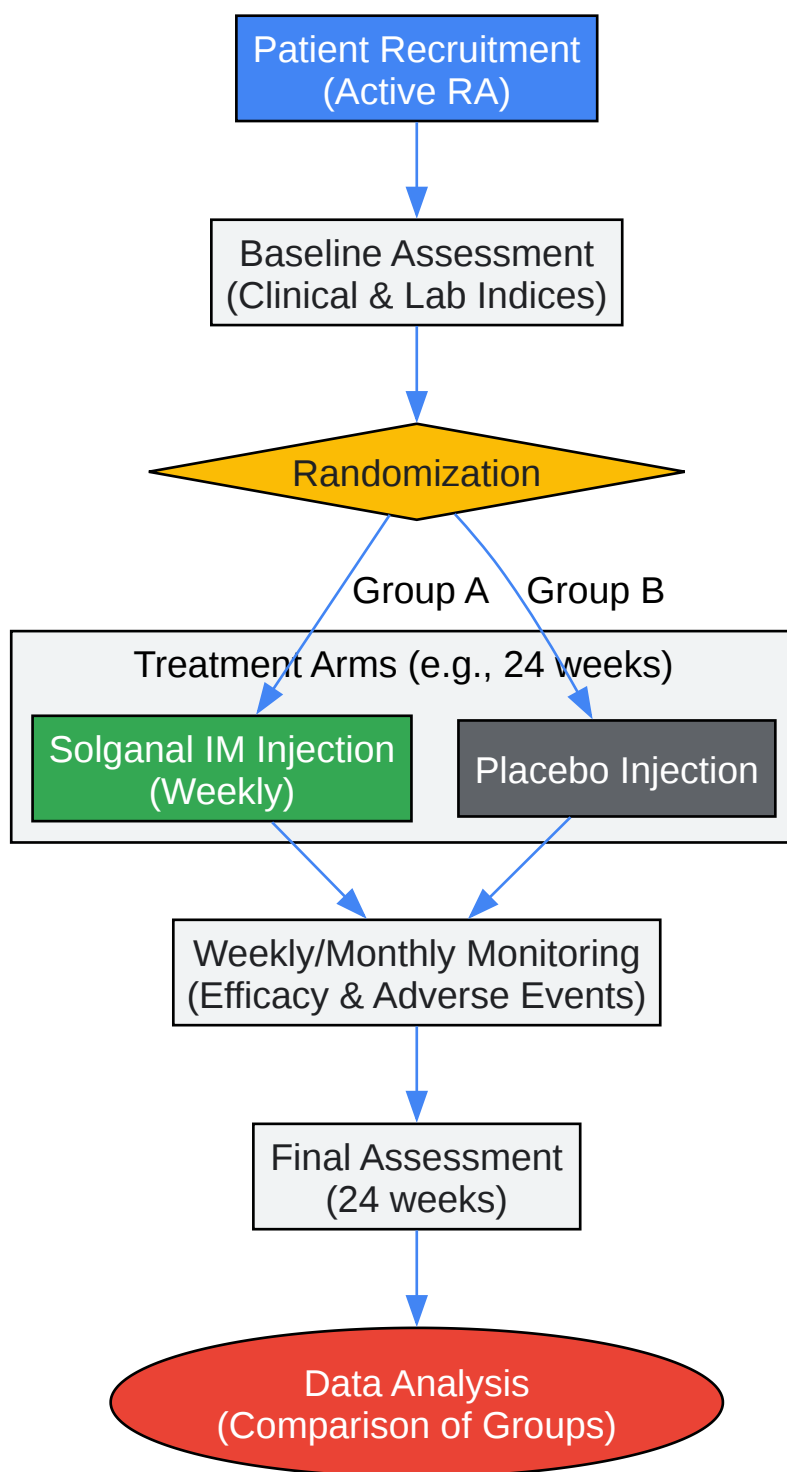 Patient Recruitment
(Active RA)
Baseline Assessment
(Clinical & Lab Indices)
Randomization
Group A
Group B
Treatment Arms (e.g., 24 weeks)
Solganal IM Injection
(Weekly)
Placebo Injection
Weekly/Monthly Monitoring
(Efficacy & Adverse Events)
Final Assessment
(24 weeks)
Data Analysis
(Comparison of Groups)